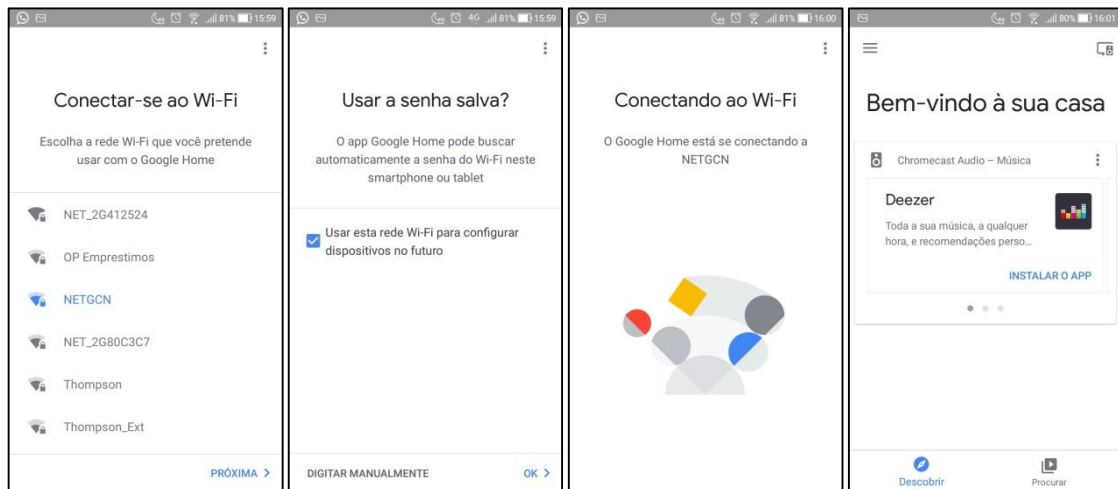 81% 15:59
Conectar-se ao Wi-Fi
Escolha a rede Wi-Fi que você pretende
usar com o Google Home
NET_2G412524
OP Emprestimos
NETGCN
NET_2G80C3C7
Thompson
Thompson_Ext
PRÓXIMA >
4G 81% 15:59
Usar a senha salva?
O app Google Home pode buscar
automaticamente a senha do Wi-Fi neste
smartphone ou tablet
Usar esta rede Wi-Fi para configurar
dispositivos no futuro
DIGITAR MANUALMENTE OK >
81% 16:00
Conectando ao Wi-Fi
O Google Home está se conectando a
NETGCN
80% 16:01
Bem-vindo à sua casa
Chromecast Audio – Música
Deezer
Toda a sua música, a qualquer
hora, e recomendações perso...
INSTALAR O APP
Descobrir Procurar